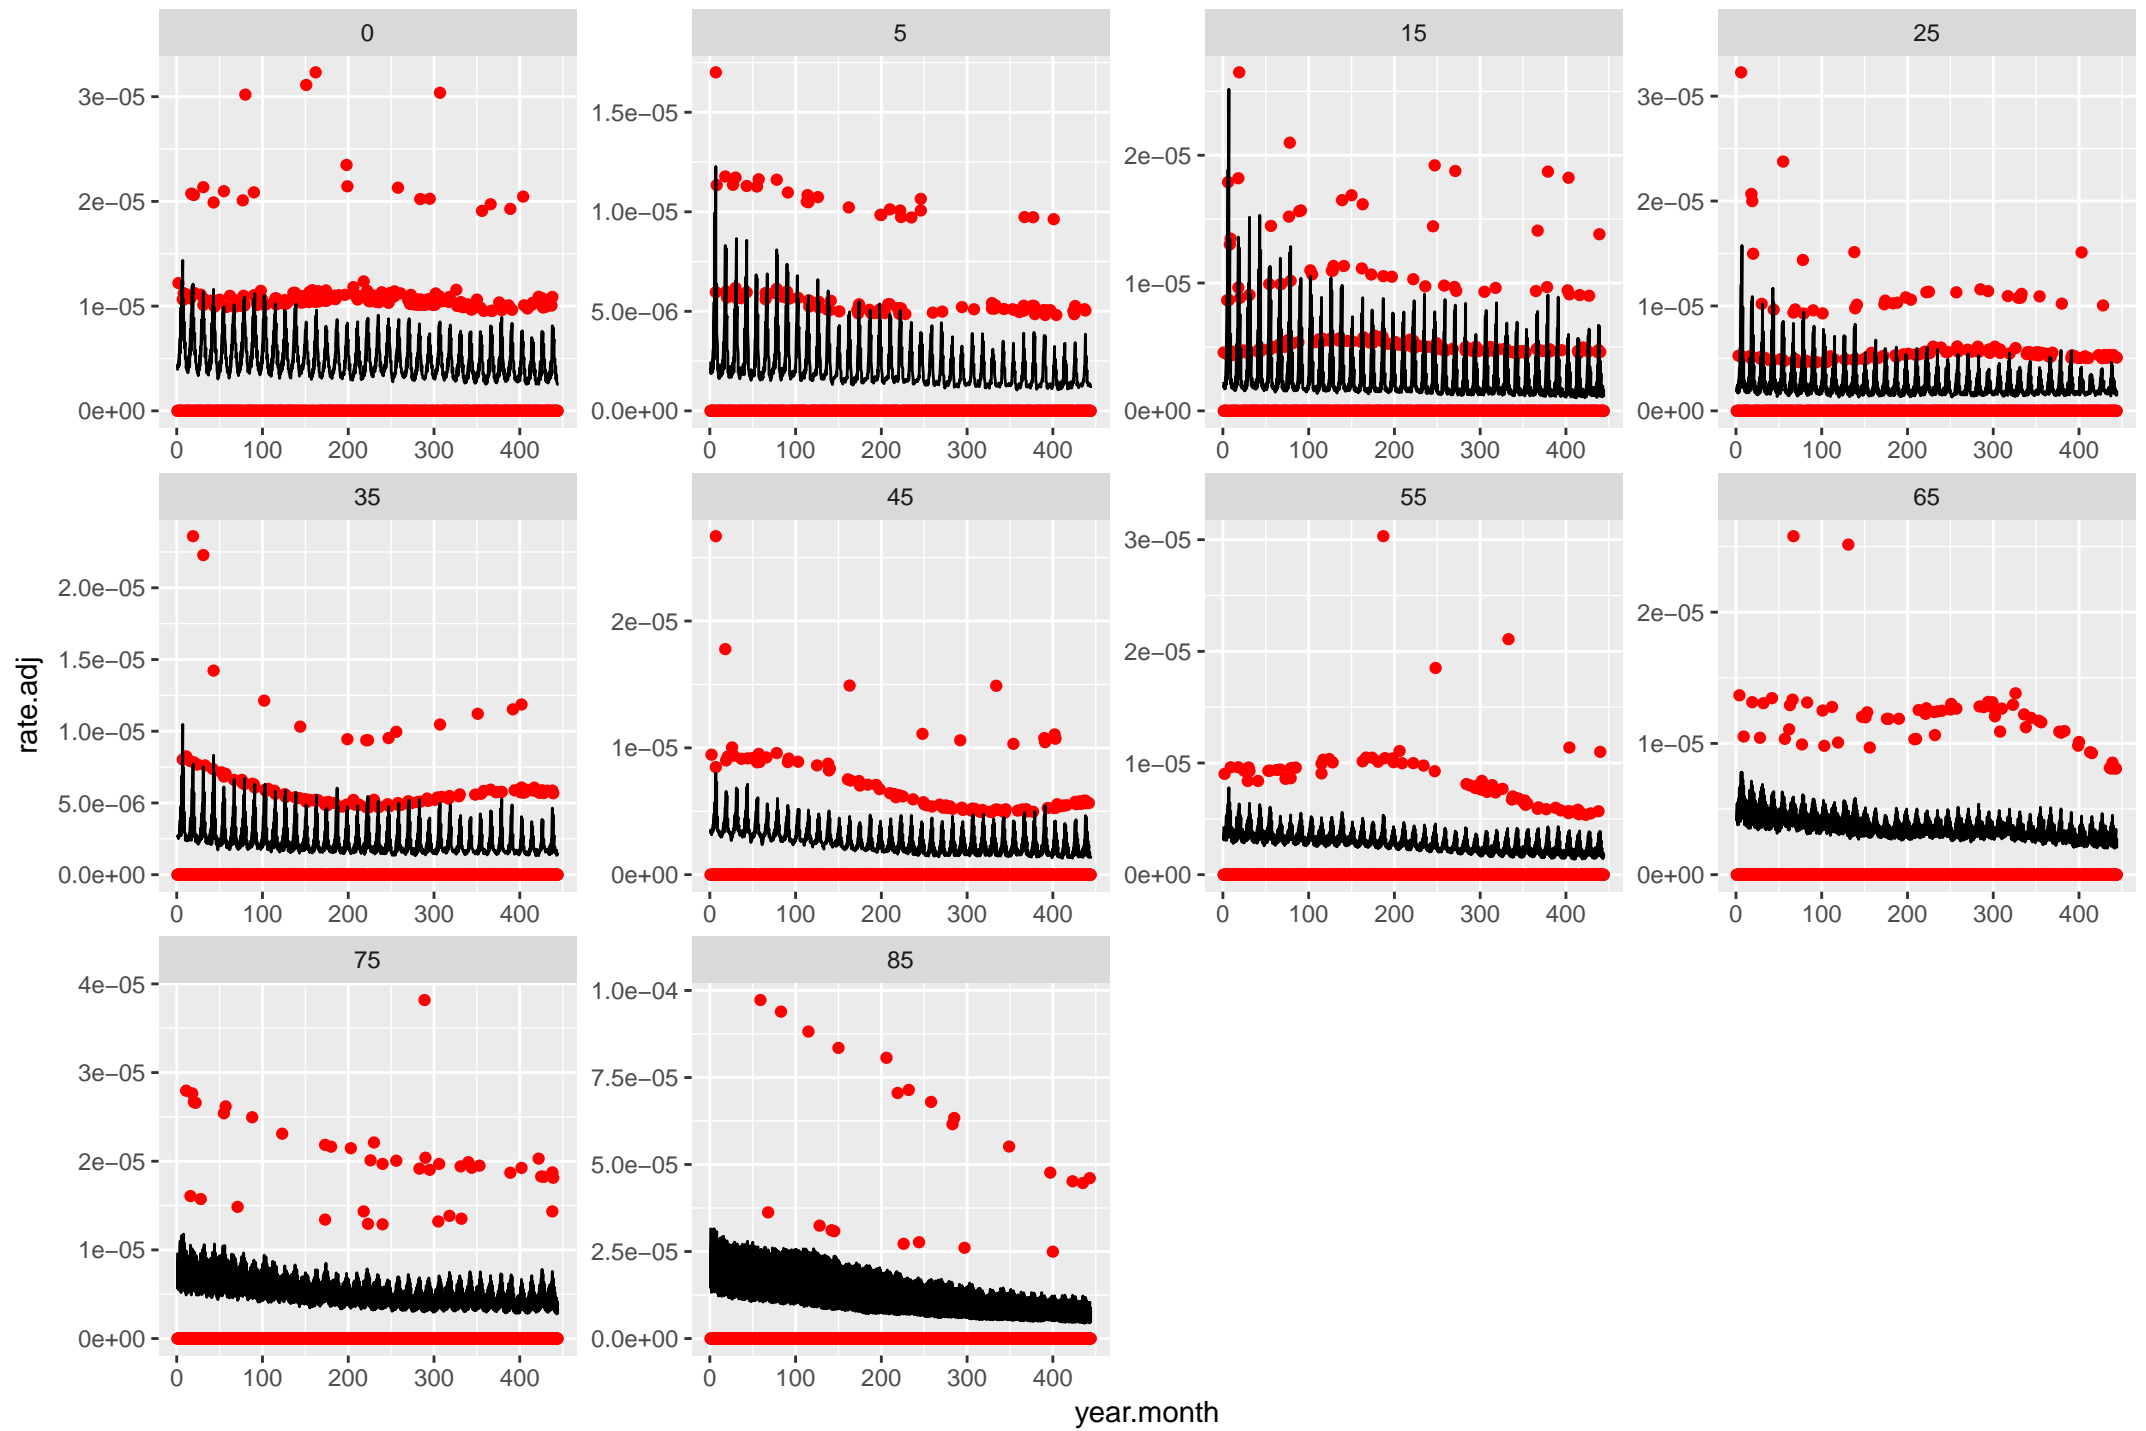 0 5 15 25
3e−05 1.5e−05 2e−05 3e−05
2e−05 1.0e−05 1e−05 2e−05
1e−05 5.0e−06 0e+00 1e−05
0e+00 0.0e+00 0e+00
0 100 200 300 400 0 100 200 300 400 0 100 200 300 400 0 100 200 300 400
35 45 55 65
2.0e−05 2e−05 3e−05 2e−05
1.5e−05 1e−05 2e−05 1e−05
1.0e−05 0e+00 1e−05 0e+00
5.0e−06 0e+00
0.0e+00
0 100 200 300 400 0 100 200 300 400 0 100 200 300 400 0 100 200 300 400
rate.adj
75 85
4e−05 1.0e−04
3e−05 7.5e−05
2e−05 5.0e−05
1e−05 2.5e−05
0e+00 0.0e+00
0 100 200 300 400 0 100 200 300 400
year.month